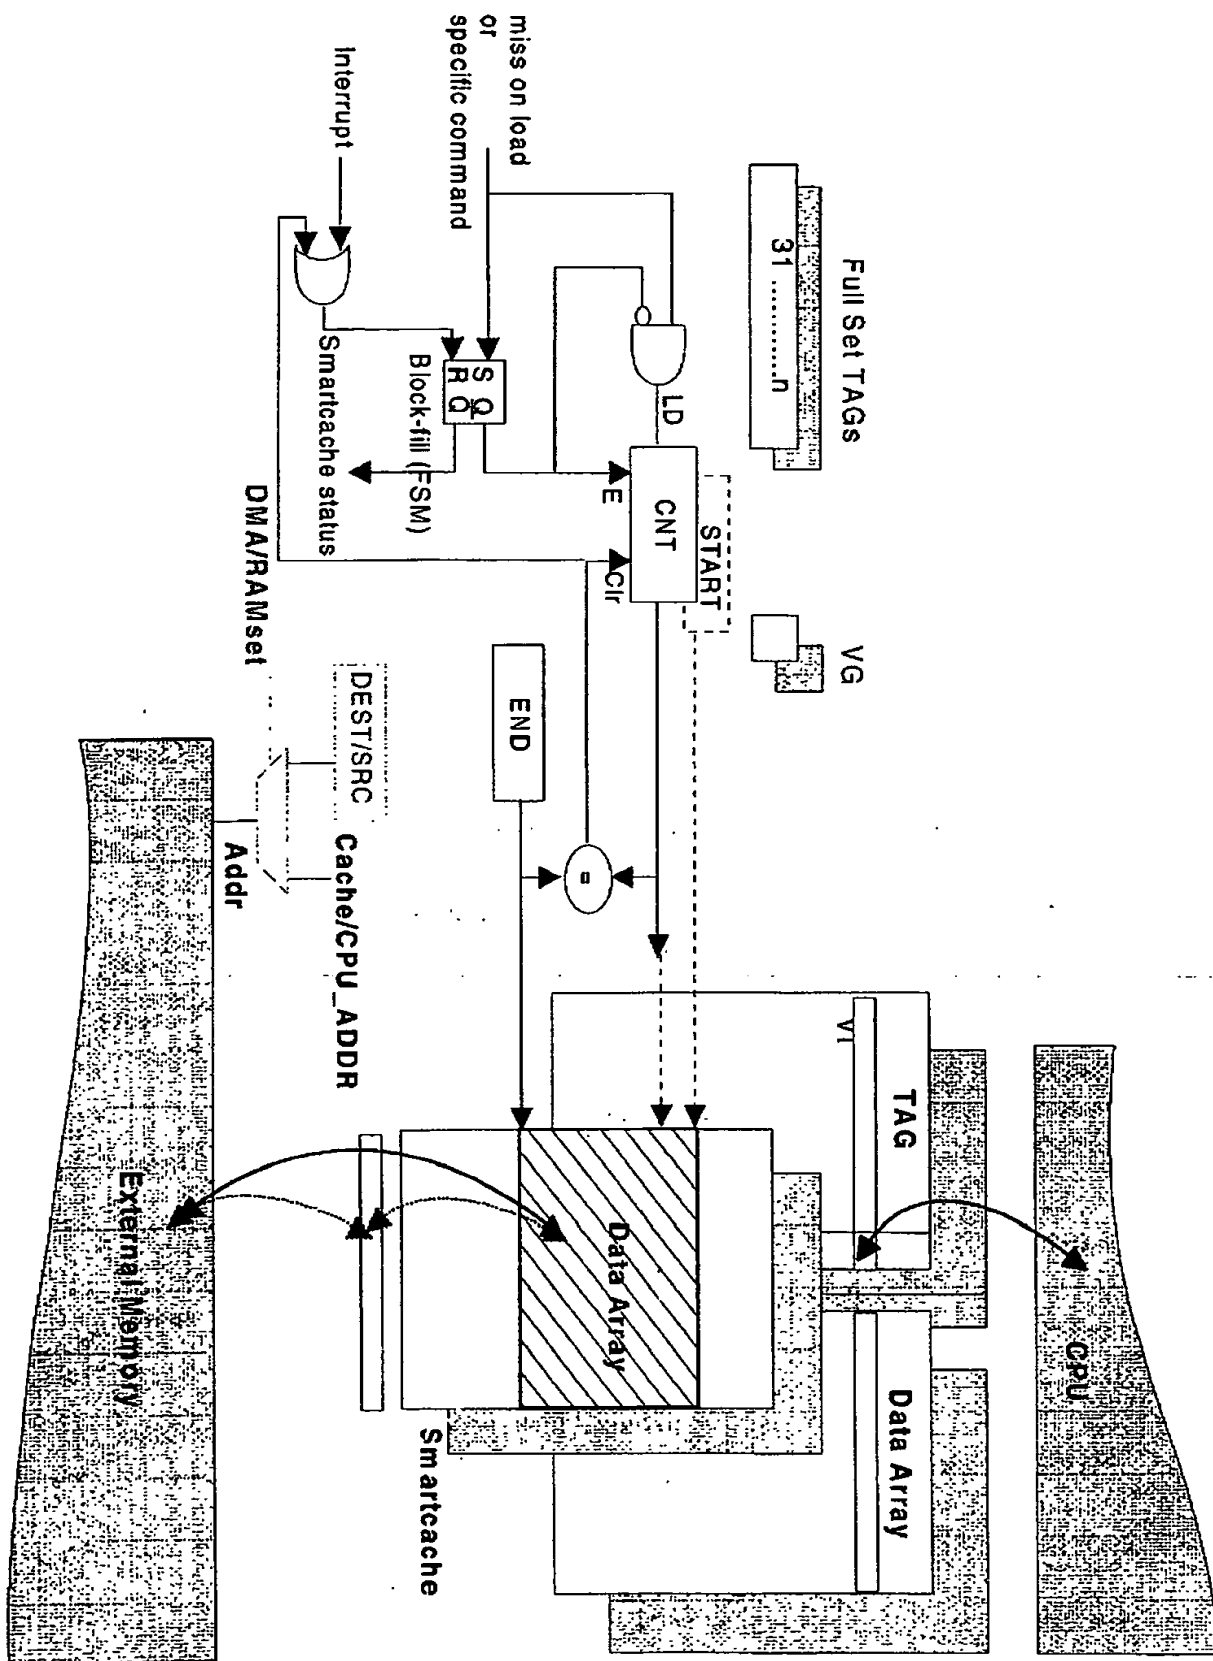 Full Set TAGs
31 ...........n
VG
CPU
TAG
VI
Data Array
START
LD
CNT
E
Clr
miss on load
or
specific command
S Q
R Q
Block-fill (FSM)
Interrupt
Smartcache status
END
=
Data Array
Smartcache
DMA/RAMset
DEST/SRC
Cache/CPU_ADDR
Addr
External Memory